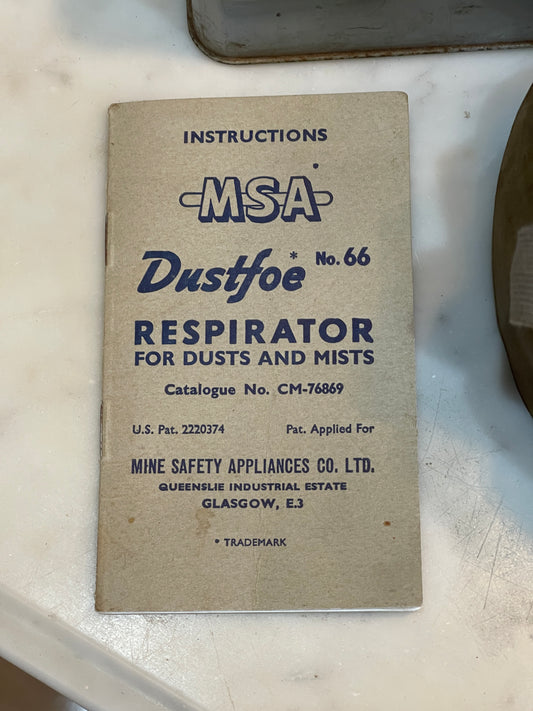 INSTRUCTIONS
MSA*
Dustfoe* No. 66
RESPIRATOR
FOR DUSTS AND MISTS
Catalogue No. CM-76869
U.S. Pat. 2220374 Pat. Applied For
MINE SAFETY APPLIANCES CO. LTD.
QUEENSLIE INDUSTRIAL ESTATE
GLASGOW, E.3
* TRADEMARK